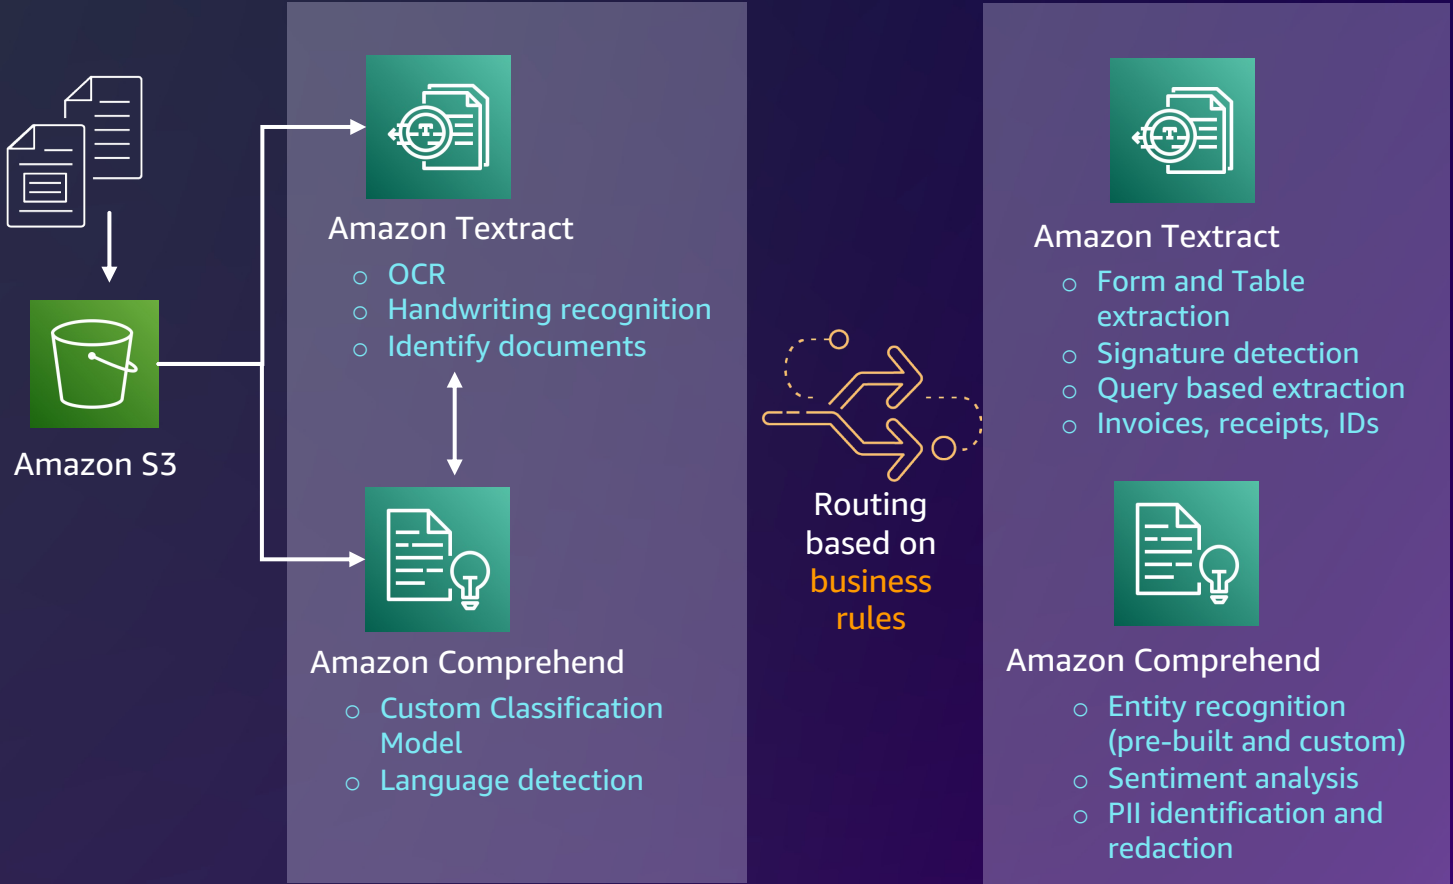 Amazon S3
Amazon Textract
○ OCR
○ Handwriting recognition
○ Identify documents
Amazon Comprehend
○ Custom Classification
Model
○ Language detection
Routing
based on
business
rules
Amazon Textract
○ Form and Table
extraction
○ Signature detection
○ Query based extraction
○ Invoices, receipts, IDs
Amazon Comprehend
○ Entity recognition
(pre-built and custom)
○ Sentiment analysis
○ PII identification and
redaction